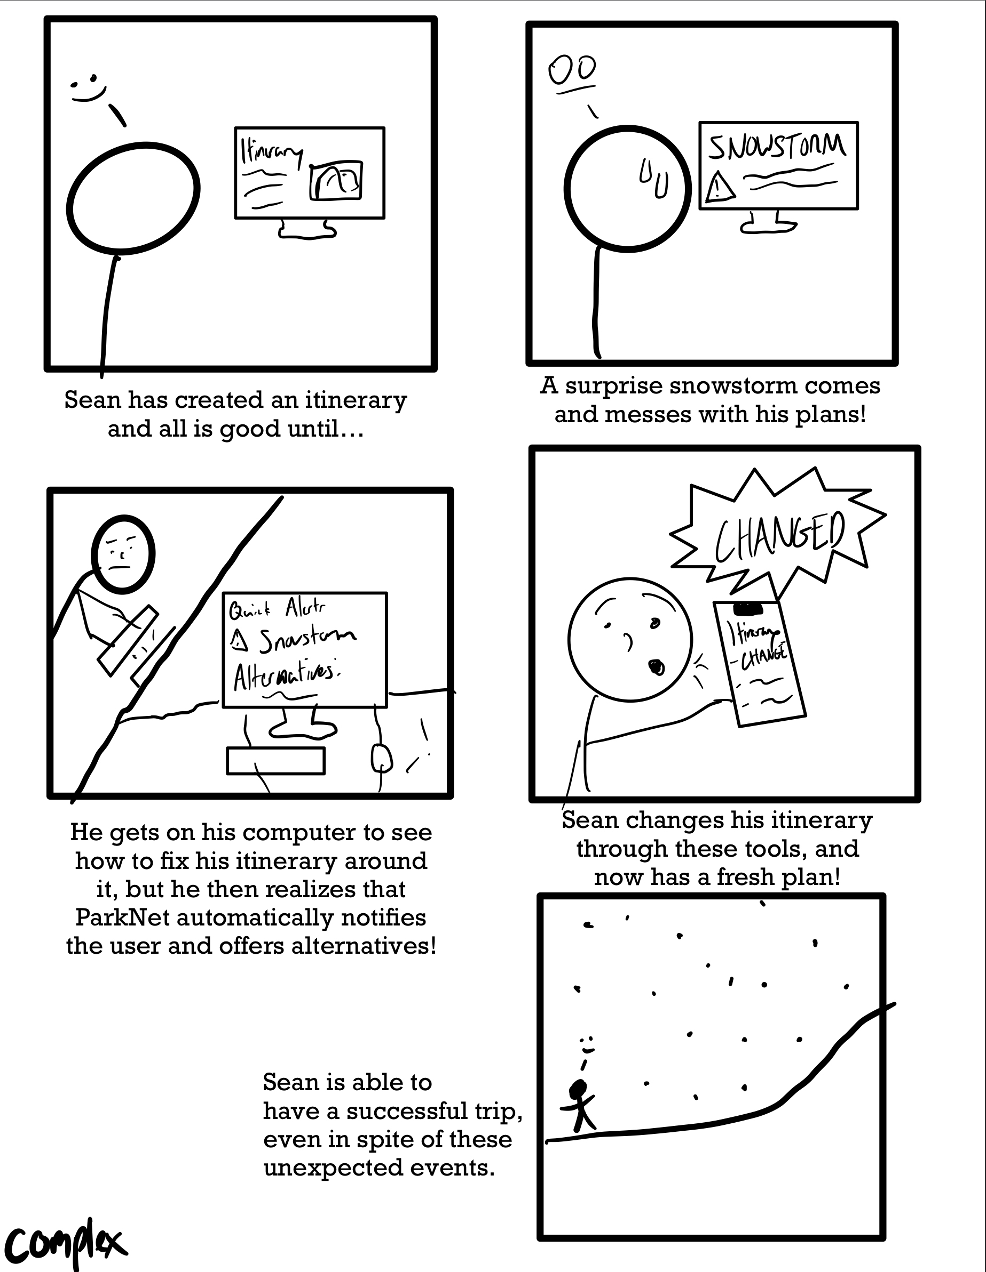 Itinerary
Sean has created an itinerary
and all is good until...
SNOWSTORM
A surprise snowstorm comes
and messes with his plans!
Quick Alert
Snowstorm
Alternatives:
He gets on his computer to see
how to fix his itinerary around
it, but he then realizes that
ParkNet automatically notifies
the user and offers alternatives!
CHANGED
Itinerary
-CHANGE
Sean changes his itinerary
through these tools, and
now has a fresh plan!
Sean is able to
have a successful trip,
even in spite of these
unexpected events.
complex